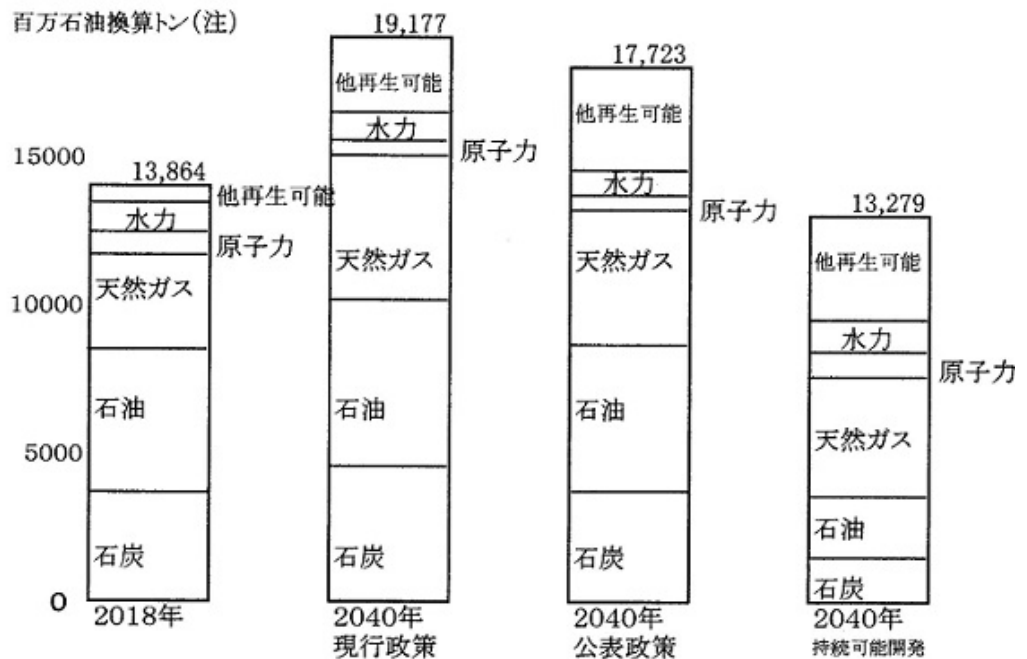 百万石油換算トン(注)
19,177
17,723
13,864
13,279
15000
10000
5000
0
他再生可能
水力
原子力
天然ガス
石油
石炭
2018年
他再生可能
水力
原子力
天然ガス
石油
石炭
2040年
現行政策
他再生可能
水力
原子力
天然ガス
石油
石炭
2040年
公表政策
他再生可能
水力
原子力
天然ガス
石油
石炭
2040年
持続可能開発